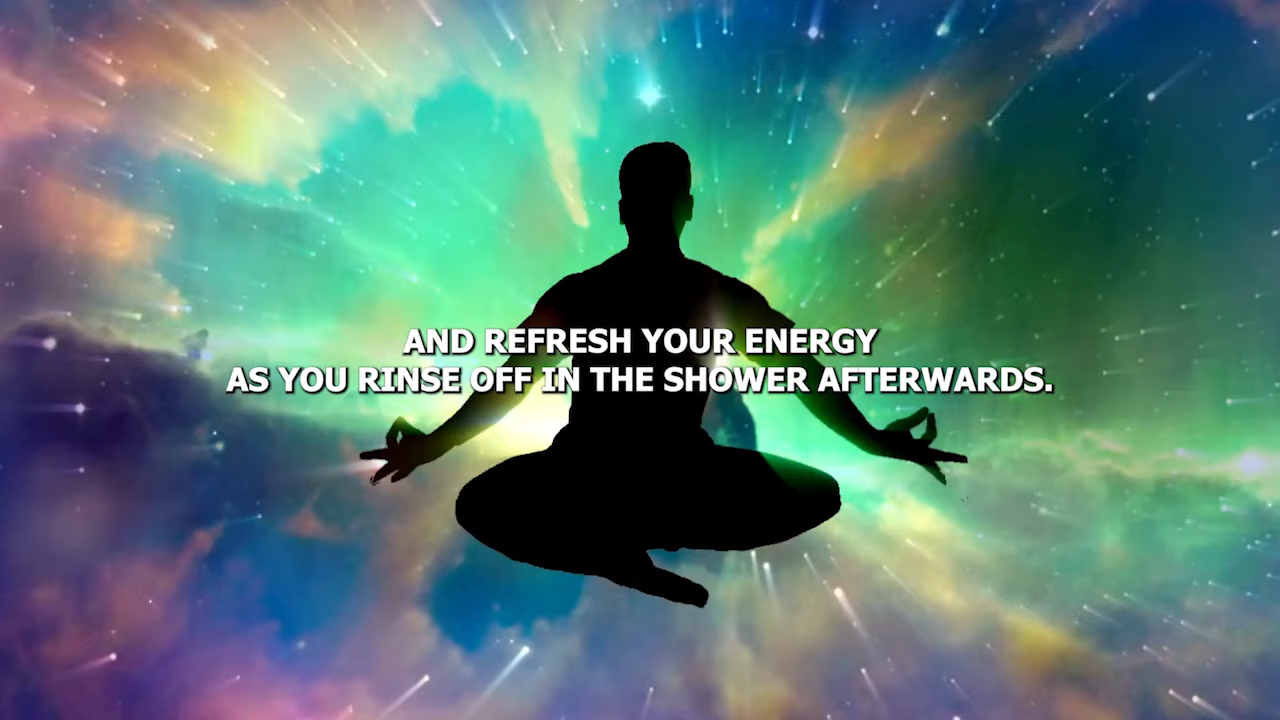 AND REFRESH YOUR ENERGY
AS YOU RINSE OFF IN THE SHOWER AFTERWARDS.